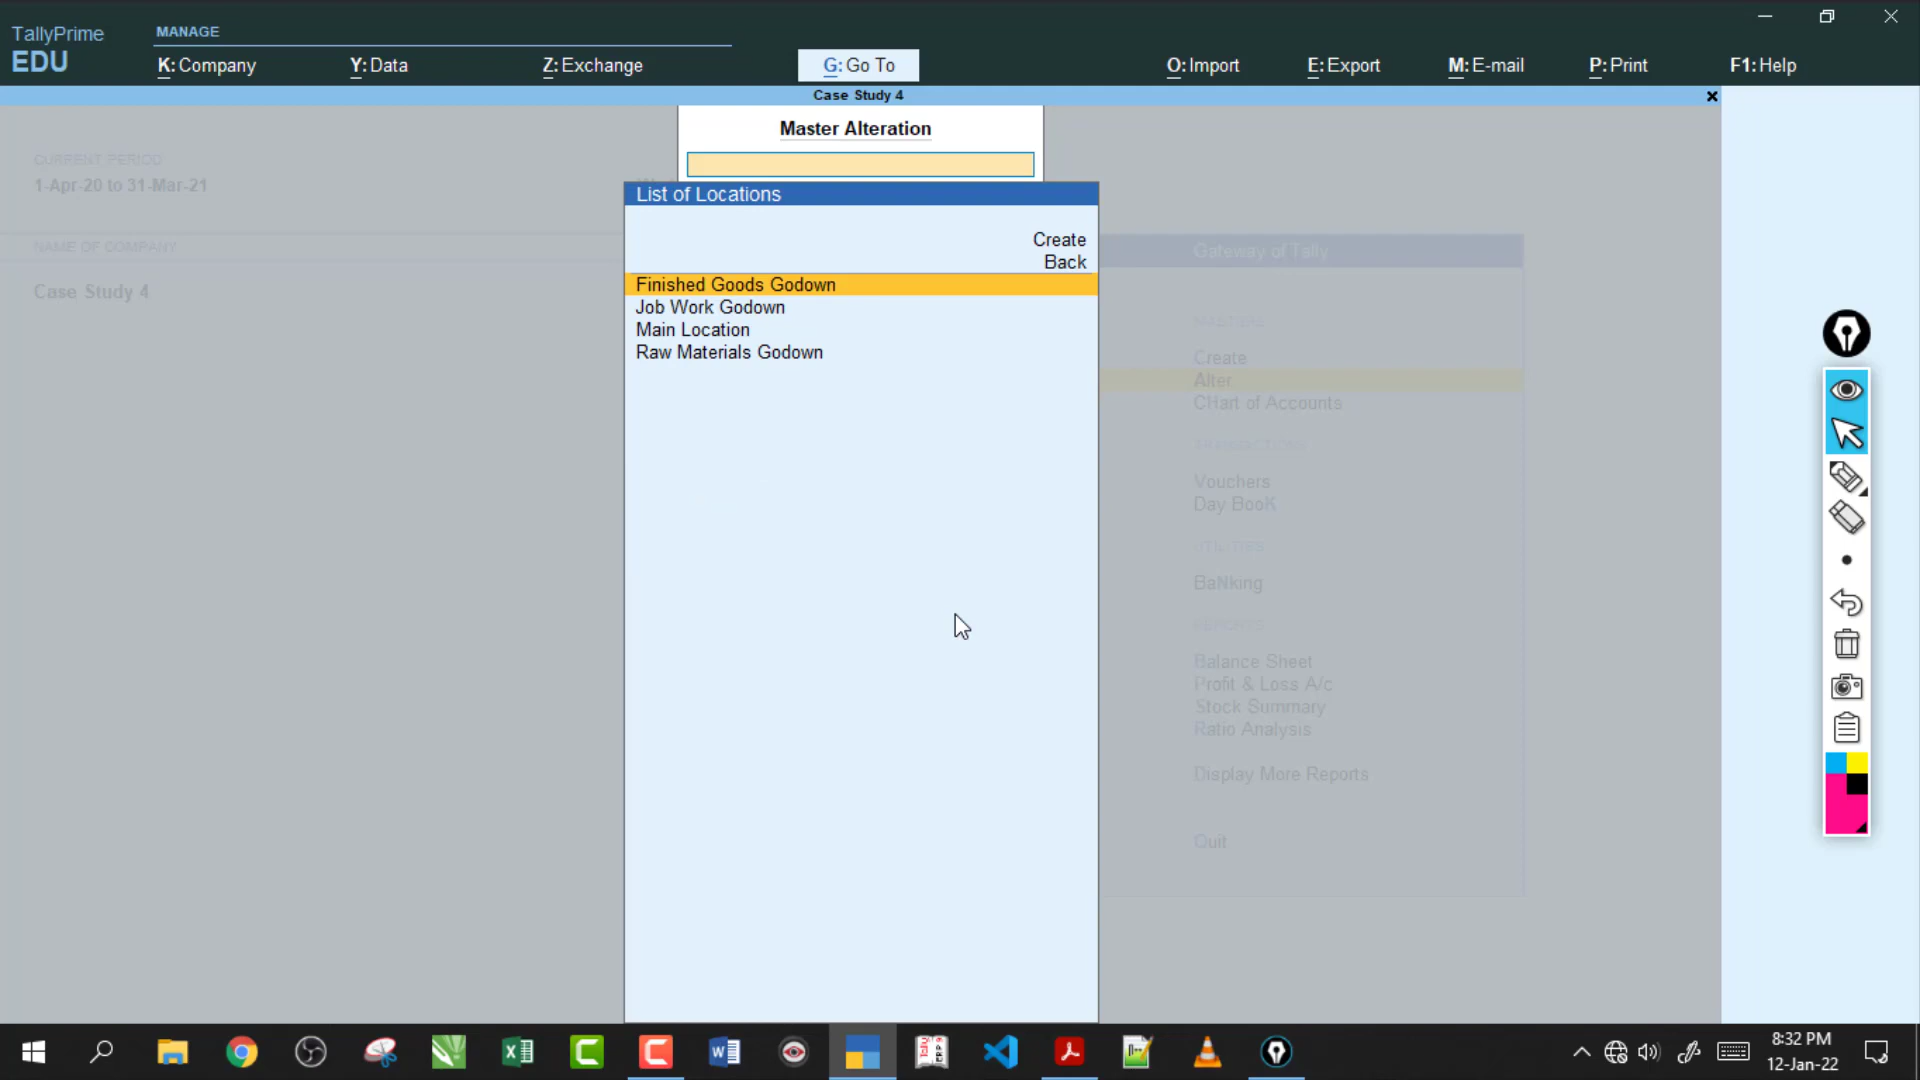 TallyPrime
EDU
MANAGE
K: Company
Y: Data
Z: Exchange
G: Go To
O: Import
E: Export
M: E-mail
P: Print
F1: Help
Case Study 4
Master Alteration
CURRENT PERIOD
1-Apr-20 to 31-Mar-21
NAME OF COMPANY
Case Study 4
List of Locations
Create
Back
Finished Goods Godown
Job Work Godown
Main Location
Raw Materials Godown
Gateway of Tally
MASTERS
Create
Alter
CHart of Accounts
TRANSACTIONS
Vouchers
Day BooK
UTILITIES
BaNking
REPORTS
Balance Sheet
Profit & Loss A/c
Stock Summary
Ratio Analysis
Display More Reports
Quit
8:32 PM
12-Jan-22